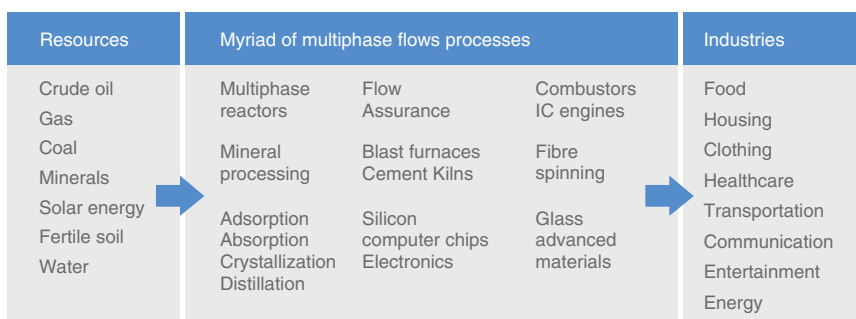 Resources
Crude oil
Gas
Coal
Minerals
Solar energy
Fertile soil
Water
Myriad of multiphase flows processes
Multiphase
reactors
Flow
Assurance
Combustors
IC engines
Mineral
processing
Blast furnaces
Cement Kilns
Fibre
spinning
Adsorption
Absorption
Crystallization
Distillation
Silicon
computer chips
Electronics
Glass
advanced
materials
Industries
Food
Housing
Clothing
Healthcare
Transportation
Communication
Entertainment
Energy